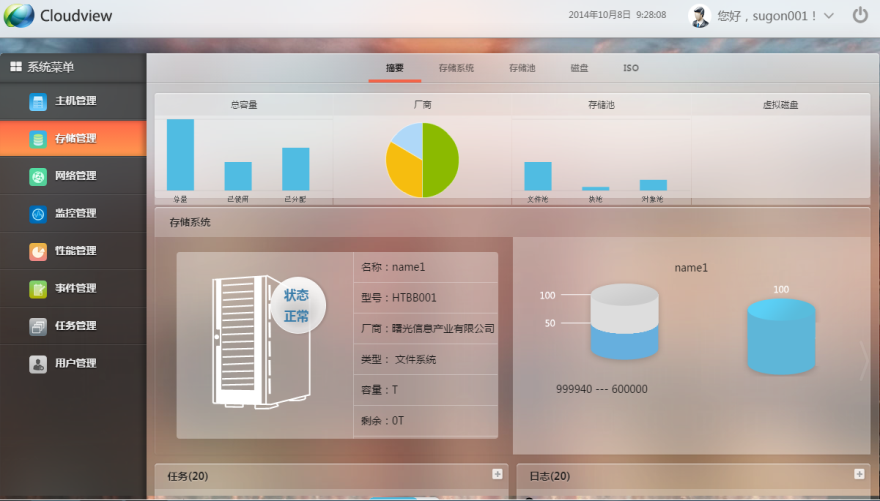 Cloudview
2014年10月8日 9:28:08
您好，sugon001！
系统菜单
主机管理
存储管理
网络管理
监控管理
性能管理
事件管理
任务管理
用户管理
摘要 存储系统 存储池 磁盘 ISO
总容量
总量 已使用 已分配
厂商
存储池
文件池 块池 对象池
虚拟磁盘
存储系统
状态
正常
名称：name1
型号：HTBB001
厂商：曙光信息产业有限公司
类型： 文件系统
容量：T
剩余：0T
name1
100
50
100
999940 --- 600000
任务(20)
日志(20)